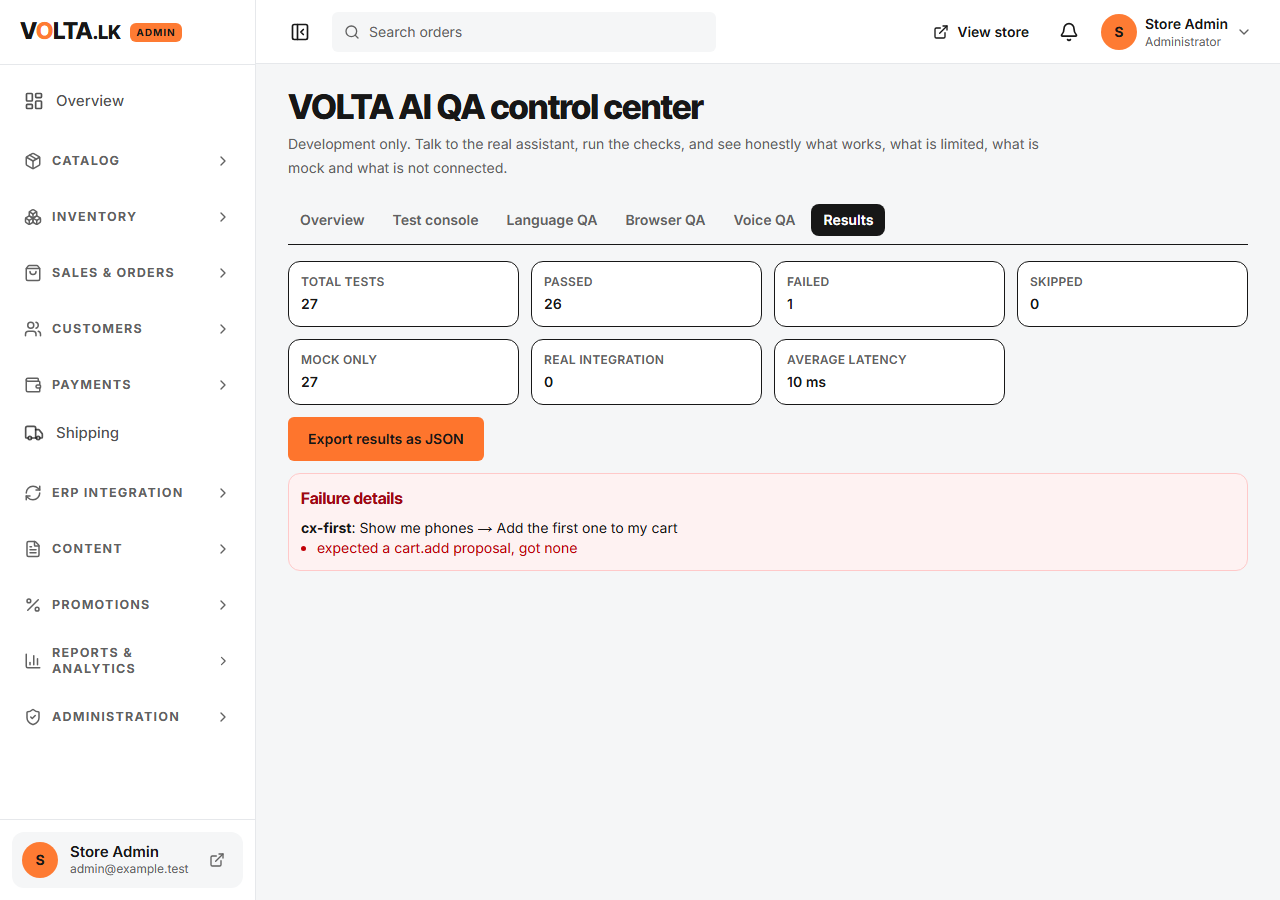 VOLTA.LK ADMIN
Search orders
View store
S
Store Admin
Administrator
Overview
CATALOG
INVENTORY
SALES & ORDERS
CUSTOMERS
PAYMENTS
Shipping
ERP INTEGRATION
CONTENT
PROMOTIONS
REPORTS &
ANALYTICS
ADMINISTRATION
S
Store Admin
admin@example.test
VOLTA AI QA control center
Development only. Talk to the real assistant, run the checks, and see honestly what works, what is limited, what is
mock and what is not connected.
Overview Test console Language QA Browser QA Voice QA Results
TOTAL TESTS
27
PASSED
26
FAILED
1
SKIPPED
0
MOCK ONLY
27
REAL INTEGRATION
0
AVERAGE LATENCY
10 ms
Export results as JSON
Failure details
cx-first: Show me phones → Add the first one to my cart
• expected a cart.add proposal, got none